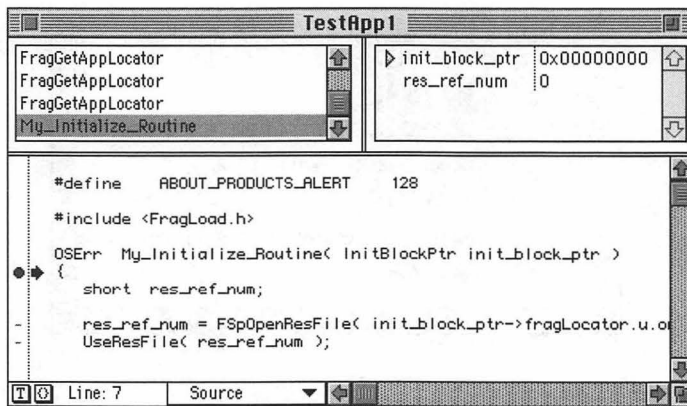 TestApp1
FragGetAppLocator
FragGetAppLocator
FragGetAppLocator
My_Initialize_Routine
init_block_ptr 0x00000000
res_ref_num 0
#define ABOUT_PRODUCTS_ALERT 128
#include <FragLoad.h>
OSErr My_Initialize_Routine( InitBlockPtr init_block_ptr )
{
short res_ref_num;
res_ref_num = FSpOpenResFile( init_block_ptr->fragLocator.u.o
UseResFile( res_ref_num );
Line: 7 Source